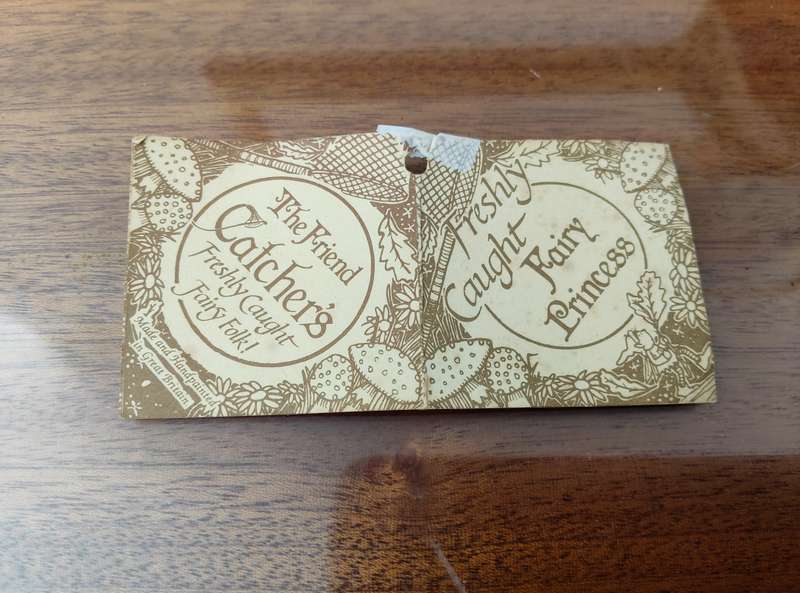 The Friend
Catcher's
Freshly Caught
Fairy Folk!
Made and Handpainted
In Great Britain
Freshly
Caught
Fairy
Princess